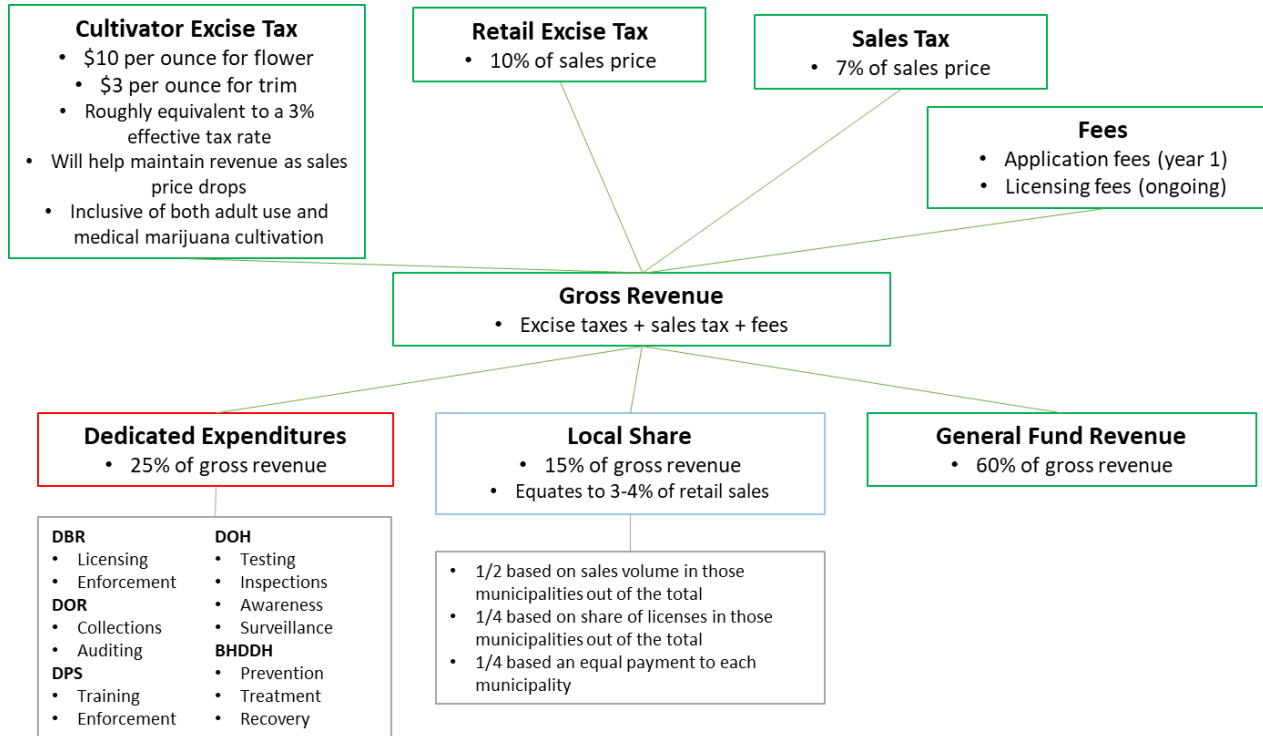 Cultivator Excise Tax
• $10 per ounce for flower
• $3 per ounce for trim
• Roughly equivalent to a 3%
effective tax rate
• Will help maintain revenue as sales
price drops
• Inclusive of both adult use and
medical marijuana cultivation
Retail Excise Tax
• 10% of sales price
Sales Tax
• 7% of sales price
Fees
• Application fees (year 1)
• Licensing fees (ongoing)
Gross Revenue
• Excise taxes + sales tax + fees
Dedicated Expenditures
• 25% of gross revenue
DBR
• Licensing
• Enforcement
DOR
• Collections
• Auditing
DPS
• Training
• Enforcement
DOH
• Testing
• Inspections
• Awareness
• Surveillance
BHDDH
• Prevention
• Treatment
• Recovery
Local Share
• 15% of gross revenue
• Equates to 3-4% of retail sales
• 1/2 based on sales volume in those
municipalities out of the total
• 1/4 based on share of licenses in those
municipalities out of the total
• 1/4 based an equal payment to each
municipality
General Fund Revenue
• 60% of gross revenue